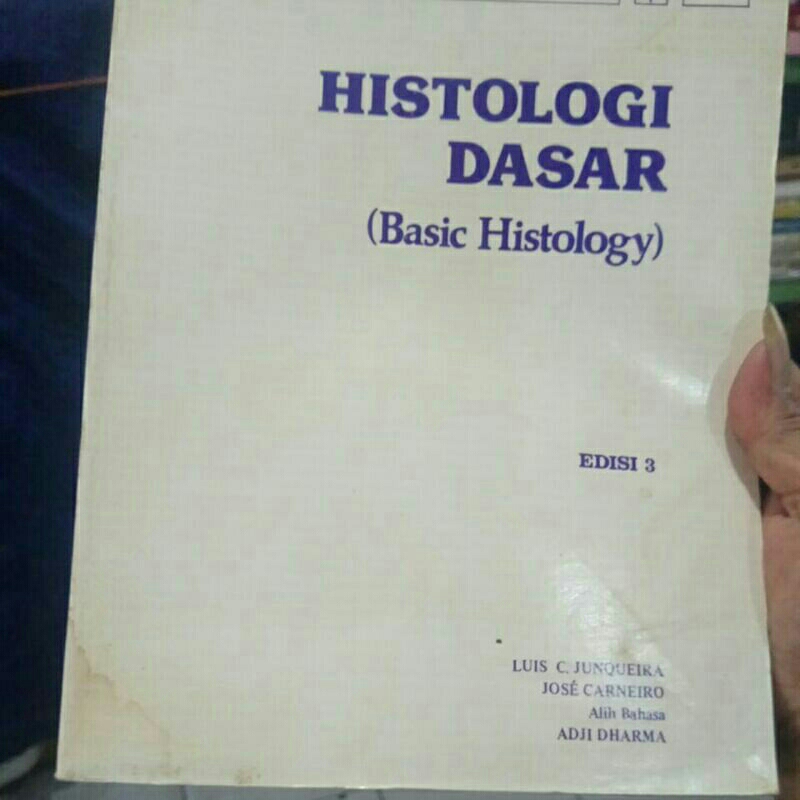 HISTOLOGI
DASAR
(Basic Histology)
EDISI 3
LUIS C. JUNQUEIRA
JOSÉ CARNEIRO
Alih Bahasa
ADJI DHARMA